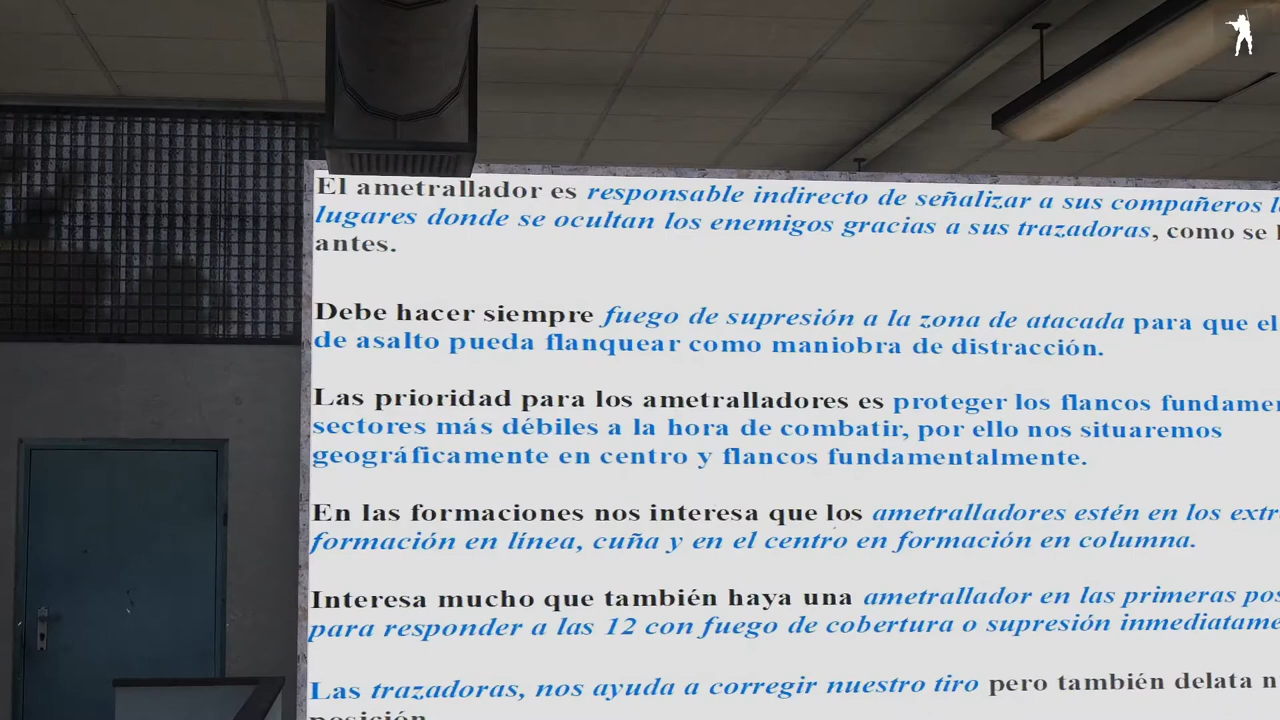 El ametrallador es responsable indirecto de señalizar a sus compañeros
lugares donde se ocultan los enemigos gracias a sus trazadoras, como se
antes.
Debe hacer siempre fuego de supresión a la zona de atacada para que el
de asalto pueda flanquear como maniobra de distracción.
Las prioridad para los ametralladores es proteger los flancos
sectores más débiles a la hora de combatir, por ello nos situaremos
geográficamente en centro y flancos fundamentalmente.
En las formaciones nos interesa que los ametralladores estén en los
formación en línea, cuña y en el centro en formación en columna.
Interesa mucho que también haya una ametrallador en las primeras
para responder a las 12 con fuego de cobertura o supresión
Las trazadoras, nos ayuda a corregir nuestro tiro pero también delata
posición.